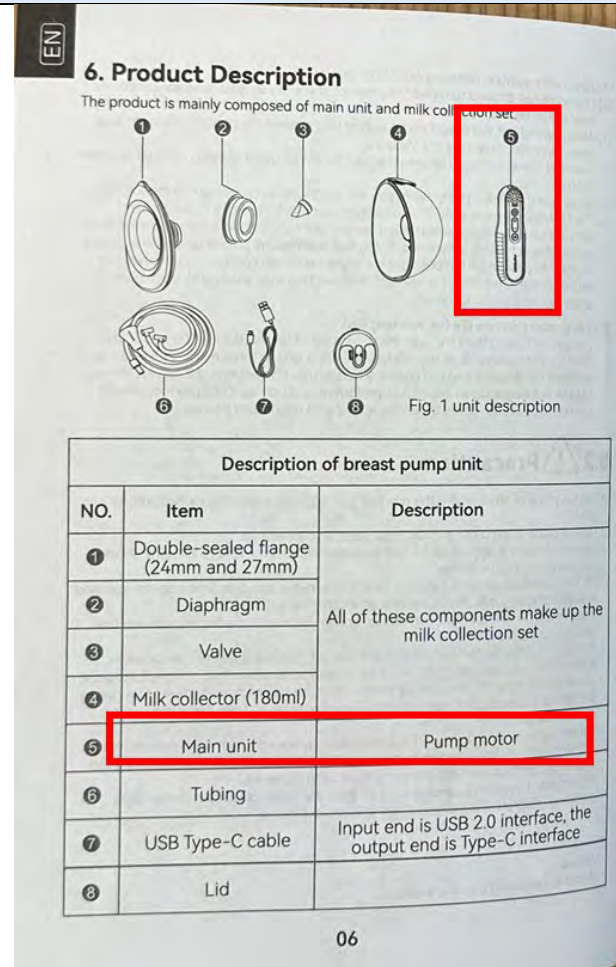 EN
6. Product Description
The product is mainly composed of main unit and milk collection set.
1 2 3 4 5
6 7 8
Fig. 1 unit description
Description of breast pump unit
NO. Item Description
1 Double-sealed flange
(24mm and 27mm)
2 Diaphragm
All of these components make up the
milk collection set
3 Valve
4 Milk collector (180ml)
5 Main unit Pump motor
6 Tubing
7 USB Type-C cable Input end is USB 2.0 interface, the
output end is Type-C interface
8 Lid
06